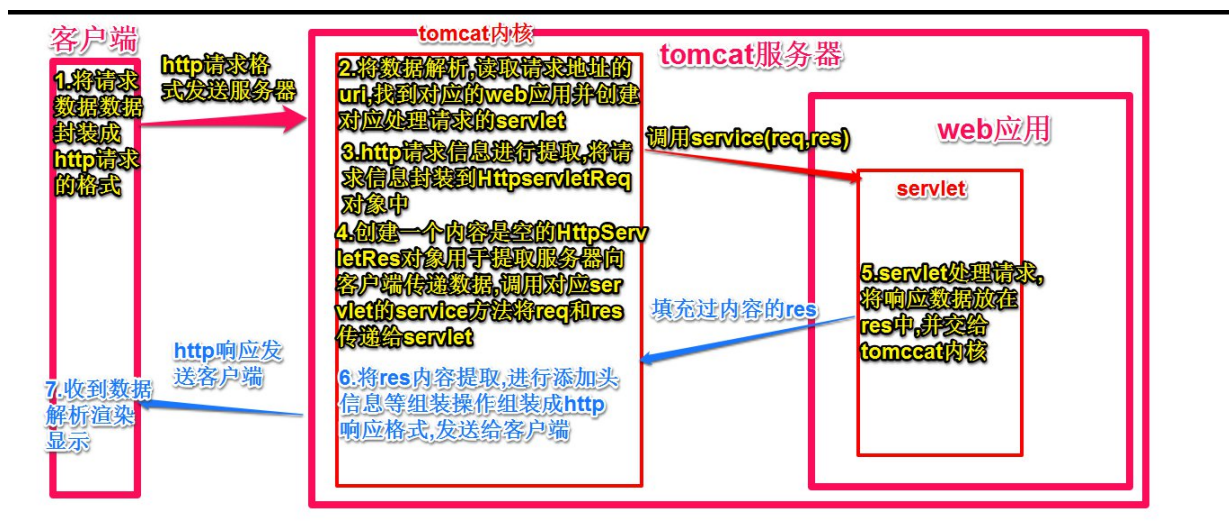 客户端
1.将请求
数据数据
封装成
http请求
的格式
http请求格
式发送服务器
tomcat内核
tomcat服务器
2.将数据解析,读取请求地址的
uri,找到对应的web应用并创建
对应处理请求的servlet
3.http请求信息进行提取,将请
求信息封装到HttpservletReq
对象中
4.创建一个内容是空的HttpServ
letRes对象用于提取服务器向
客户端传递数据,调用对应ser
vlet的service方法将req和res
传递给servlet
调用service(req,res)
web应用
servlet
5.servlet处理请求,
将响应数据放在
res中,并交给
tomccat内核
填充过内容的res
6.将res内容提取,进行添加头
信息等组装操作组装成http
响应格式,发送给客户端
http响应发
送客户端
7.收到数据
解析渲染
显示